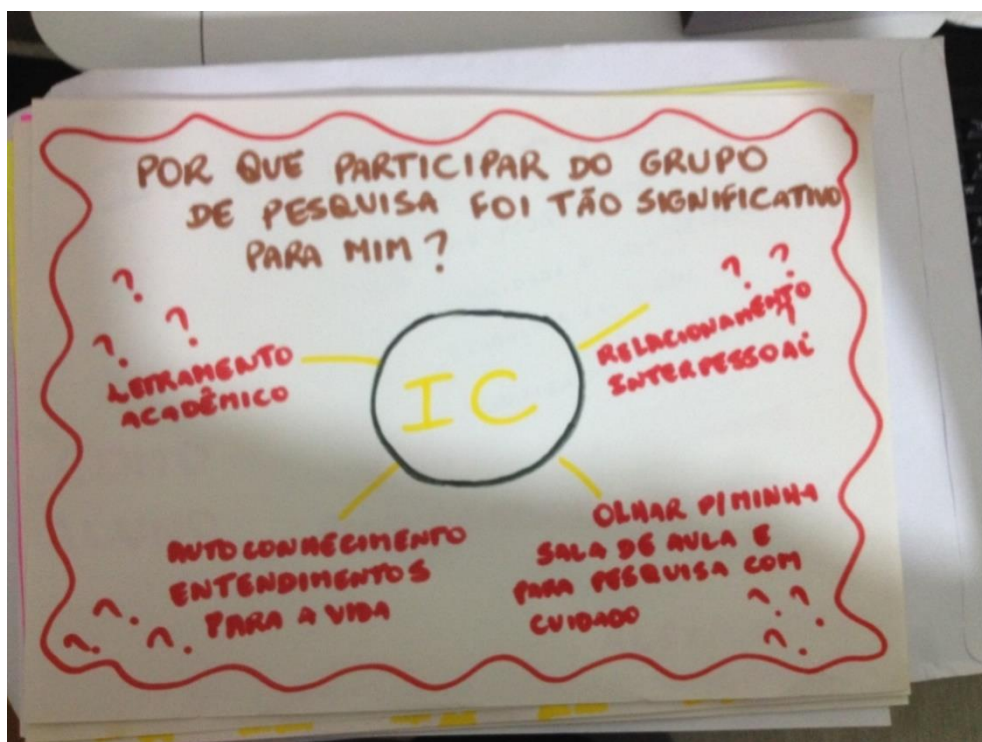 POR QUE PARTICIPAR DO GRUPO
DE PESQUISA FOI TÃO SIGNIFICATIVO
PARA MIM?
? ? ?
LETRAMENTO
ACADÊMICO
? ? ?
RELACIONAMENTO
INTERPESSOAL
IC
AUTOCONHECIMENTO
ENTENDIMENTOS
PARA A VIDA
? ? ?
OLHAR P/ MINHA
SALA DE AULA E
PARA PESQUISA COM
CUIDADO
? ? ?